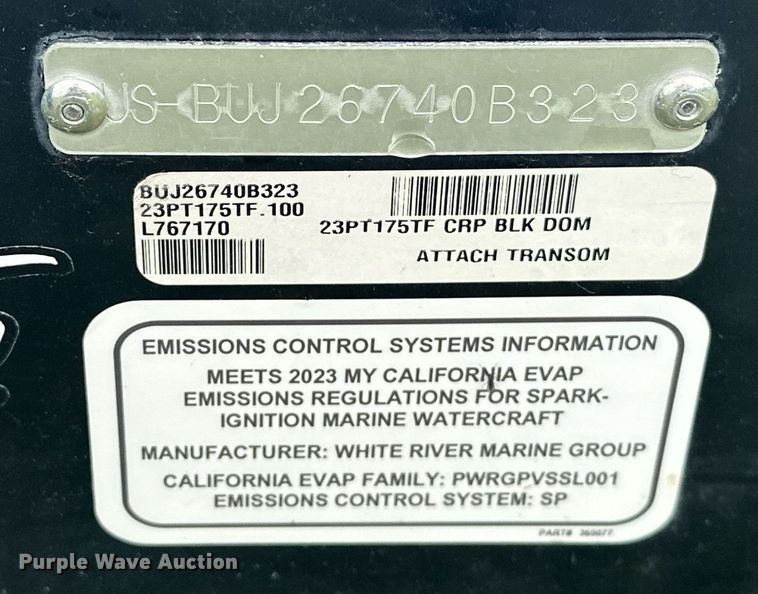 US-BUJ26740B323
BUJ26740B323
23PT175TF.100
L767170
23PT175TF CRP BLK DOM
ATTACH TRANSOM
EMISSIONS CONTROL SYSTEMS INFORMATION
MEETS 2023 MY CALIFORNIA EVAP
EMISSIONS REGULATIONS FOR SPARK-
IGNITION MARINE WATERCRAFT
MANUFACTURER: WHITE RIVER MARINE GROUP
CALIFORNIA EVAP FAMILY: PWRGPVSSL001
EMISSIONS CONTROL SYSTEM: SP
PART# 365077
Purple Wave Auction